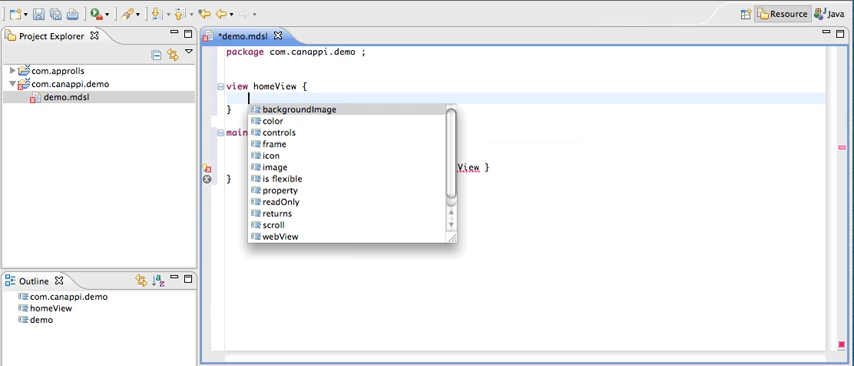 Resource
Java
Project Explorer
com.approlls
com.canappi.demo
demo.mdsl
*demo.mdsl
package com.canappi.demo ;
view homeView {
}
main
View }
}
backgroundImage
color
controls
frame
icon
image
is flexible
property
readOnly
returns
scroll
webView
Outline
com.canappi.demo
homeView
demo